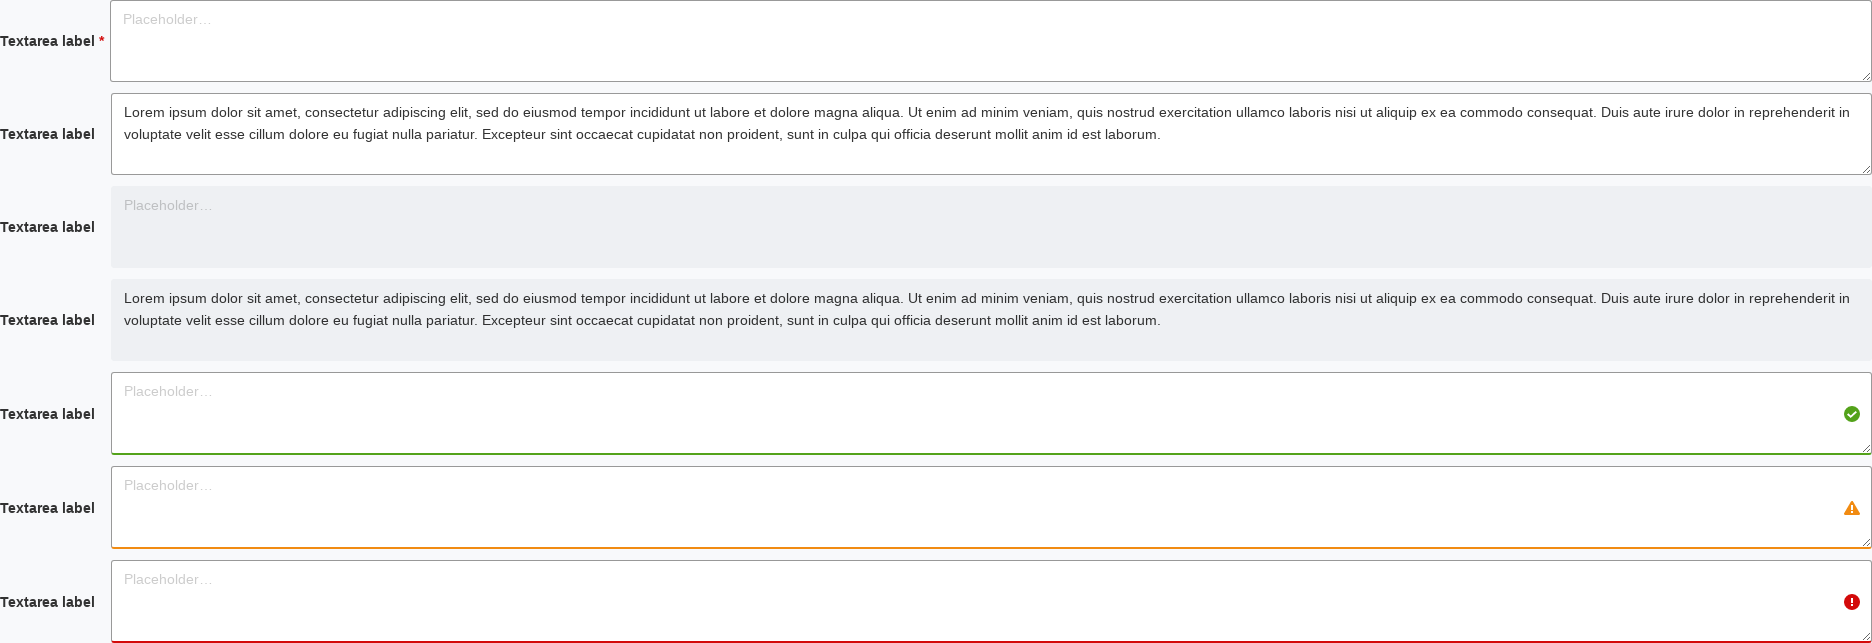 Placeholder…
Textarea label *
Lorem ipsum dolor sit amet, consectetur adipiscing elit, sed do eiusmod tempor incididunt ut labore et dolore magna aliqua. Ut enim ad minim veniam, quis nostrud exercitation ullamco laboris nisi ut aliquip ex ea commodo consequat. Duis aute irure dolor in reprehenderit in
Textarea label
voluptate velit esse cillum dolore eu fugiat nulla pariatur. Excepteur sint occaecat cupidatat non proident, sunt in culpa qui officia deserunt mollit anim id est laborum.
Placeholder…
Textarea label
Lorem ipsum dolor sit amet, consectetur adipiscing elit, sed do eiusmod tempor incididunt ut labore et dolore magna aliqua. Ut enim ad minim veniam, quis nostrud exercitation ullamco laboris nisi ut aliquip ex ea commodo consequat. Duis aute irure dolor in reprehenderit in
Textarea label
voluptate velit esse cillum dolore eu fugiat nulla pariatur. Excepteur sint occaecat cupidatat non proident, sunt in culpa qui officia deserunt mollit anim id est laborum.
Placeholder…
Textarea label
Placeholder…
Textarea label
Placeholder…
Textarea label